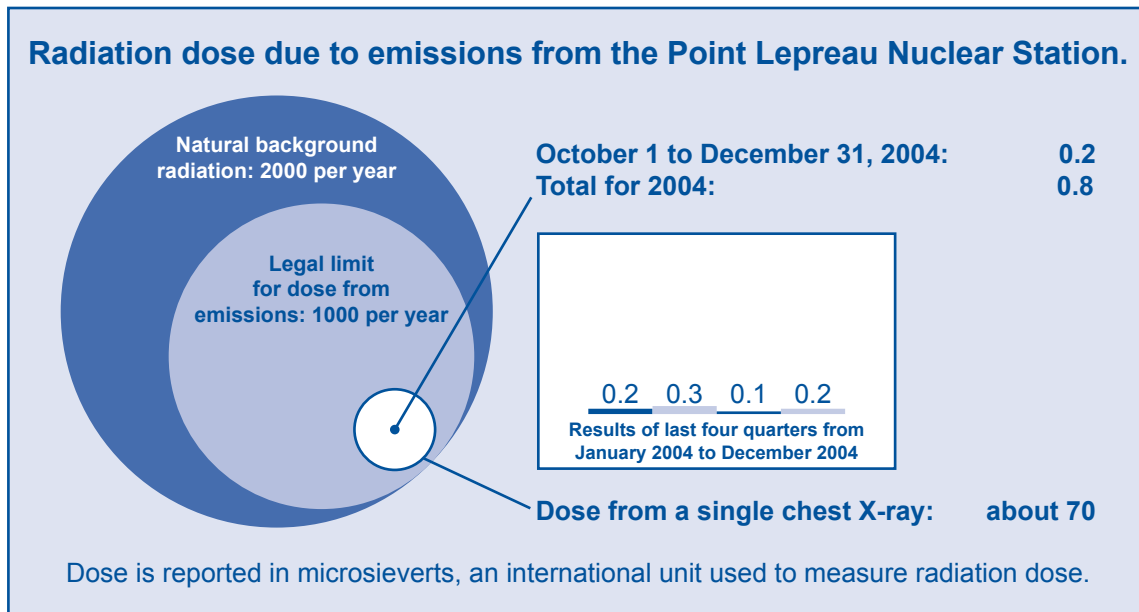 Radiation dose due to emissions from the Point Lepreau Nuclear Station.
Natural background
radiation: 2000 per year
Legal limit
for dose from
emissions: 1000 per year
October 1 to December 31, 2004: 0.2
Total for 2004: 0.8
0.2 0.3 0.1 0.2
Results of last four quarters from
January 2004 to December 2004
Dose from a single chest X-ray: about 70
Dose is reported in microsieverts, an international unit used to measure radiation dose.